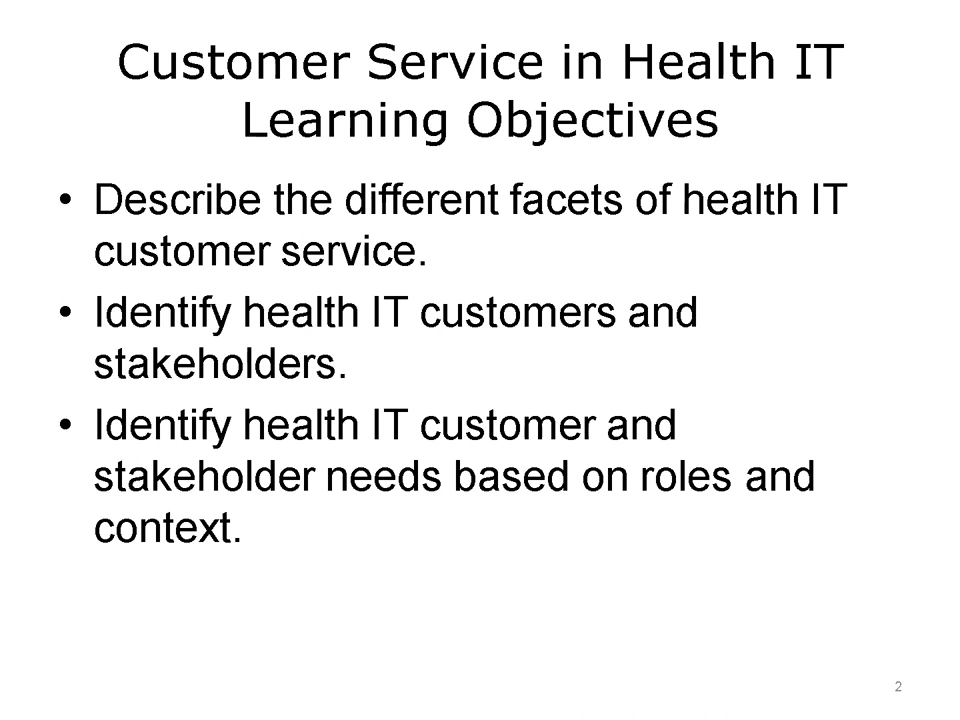 Customer Service in Health IT
Learning Objectives
• Describe the different facets of health IT
customer service.
• Identify health IT customers and
stakeholders.
• Identify health IT customer and
stakeholder needs based on roles and
context.
2